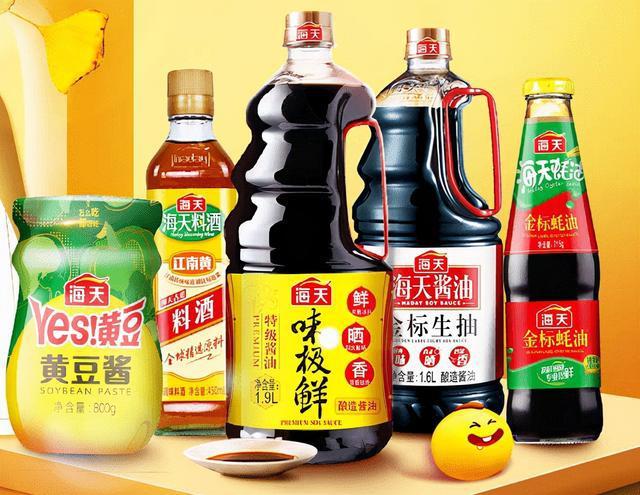 海天
Yes!黄豆
黄豆酱
SOYBEAN PASTE
净含量：800g
海天
海天料酒
江南黄
料酒
海天
味极鲜
特级酱油
PREMIUM
净含量：
1.9L
鲜
晒
香
酿造酱油
PREMIUM SOY SAUCE
海天
海天
海天酱油
HADAY SOY SAUCE
金标生抽
净含量：1.6L
酿造酱油
海天
海天蚝油
金标蚝油
海天
金标蚝油